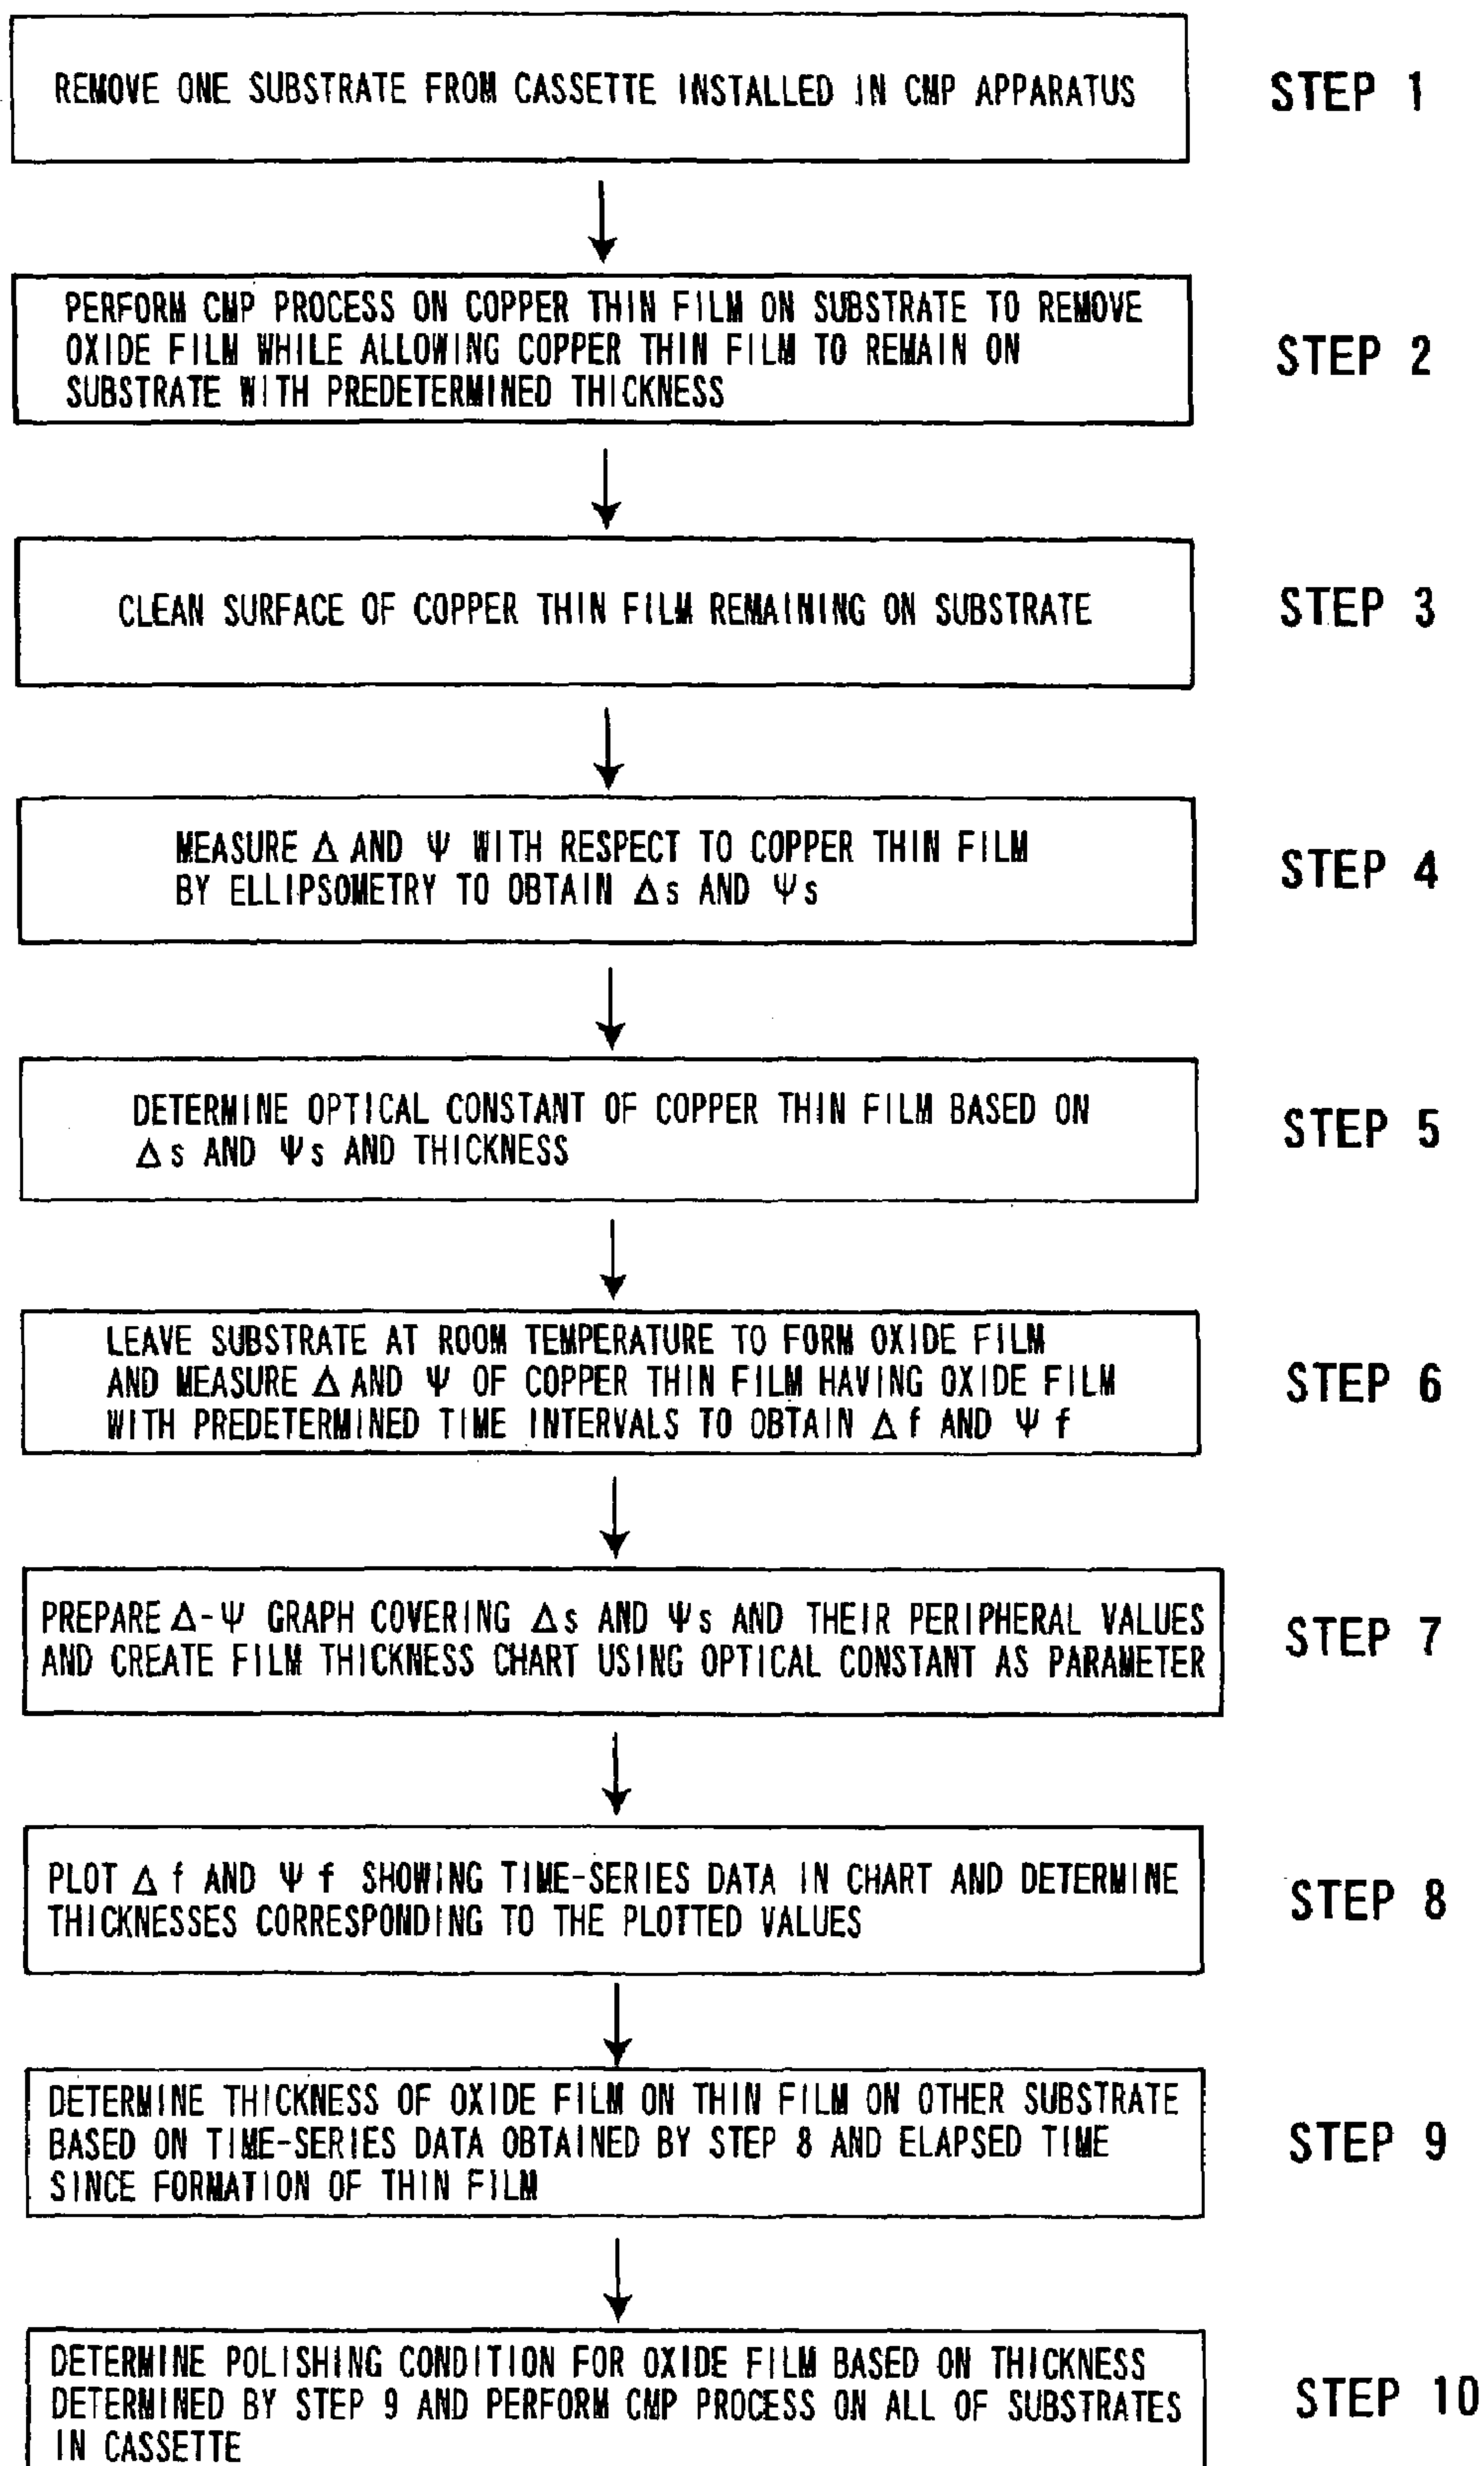 REMOVE ONE SUBSTRATE FROM CASSETTE INSTALLED IN CMP APPARATUS
STEP 1
PERFORM CMP PROCESS ON COPPER THIN FILM ON SUBSTRATE TO REMOVE
OXIDE FILM WHILE ALLOWING COPPER THIN FILM TO REMAIN ON
SUBSTRATE WITH PREDETERMINED THICKNESS
STEP 2
CLEAN SURFACE OF COPPER THIN FILM REMAINING ON SUBSTRATE
STEP 3
MEASURE Δ AND Ψ WITH RESPECT TO COPPER THIN FILM
BY ELLIPSOMETRY TO OBTAIN Δs AND Ψs
STEP 4
DETERMINE OPTICAL CONSTANT OF COPPER THIN FILM BASED ON
Δs AND Ψs AND THICKNESS
STEP 5
LEAVE SUBSTRATE AT ROOM TEMPERATURE TO FORM OXIDE FILM
AND MEASURE Δ AND Ψ OF COPPER THIN FILM HAVING OXIDE FILM
WITH PREDETERMINED TIME INTERVALS TO OBTAIN Δf AND Ψf
STEP 6
PREPARE Δ-Ψ GRAPH COVERING Δs AND Ψs AND THEIR PERIPHERAL VALUES
AND CREATE FILM THICKNESS CHART USING OPTICAL CONSTANT AS PARAMETER
STEP 7
PLOT Δf AND Ψf SHOWING TIME-SERIES DATA IN CHART AND DETERMINE
THICKNESSES CORRESPONDING TO THE PLOTTED VALUES
STEP 8
DETERMINE THICKNESS OF OXIDE FILM ON THIN FILM ON OTHER SUBSTRATE
BASED ON TIME-SERIES DATA OBTAINED BY STEP 8 AND ELAPSED TIME
SINCE FORMATION OF THIN FILM
STEP 9
DETERMINE POLISHING CONDITION FOR OXIDE FILM BASED ON THICKNESS
DETERMINED BY STEP 9 AND PERFORM CMP PROCESS ON ALL OF SUBSTRATES
IN CASSETTE
STEP 10